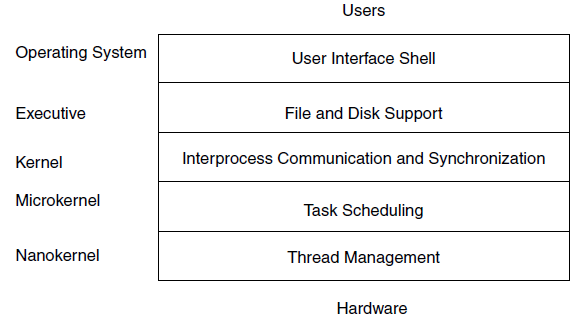 Users
Operating System
User Interface Shell
Executive
File and Disk Support
Kernel
Interprocess Communication and Synchronization
Microkernel
Task Scheduling
Nanokernel
Thread Management
Hardware